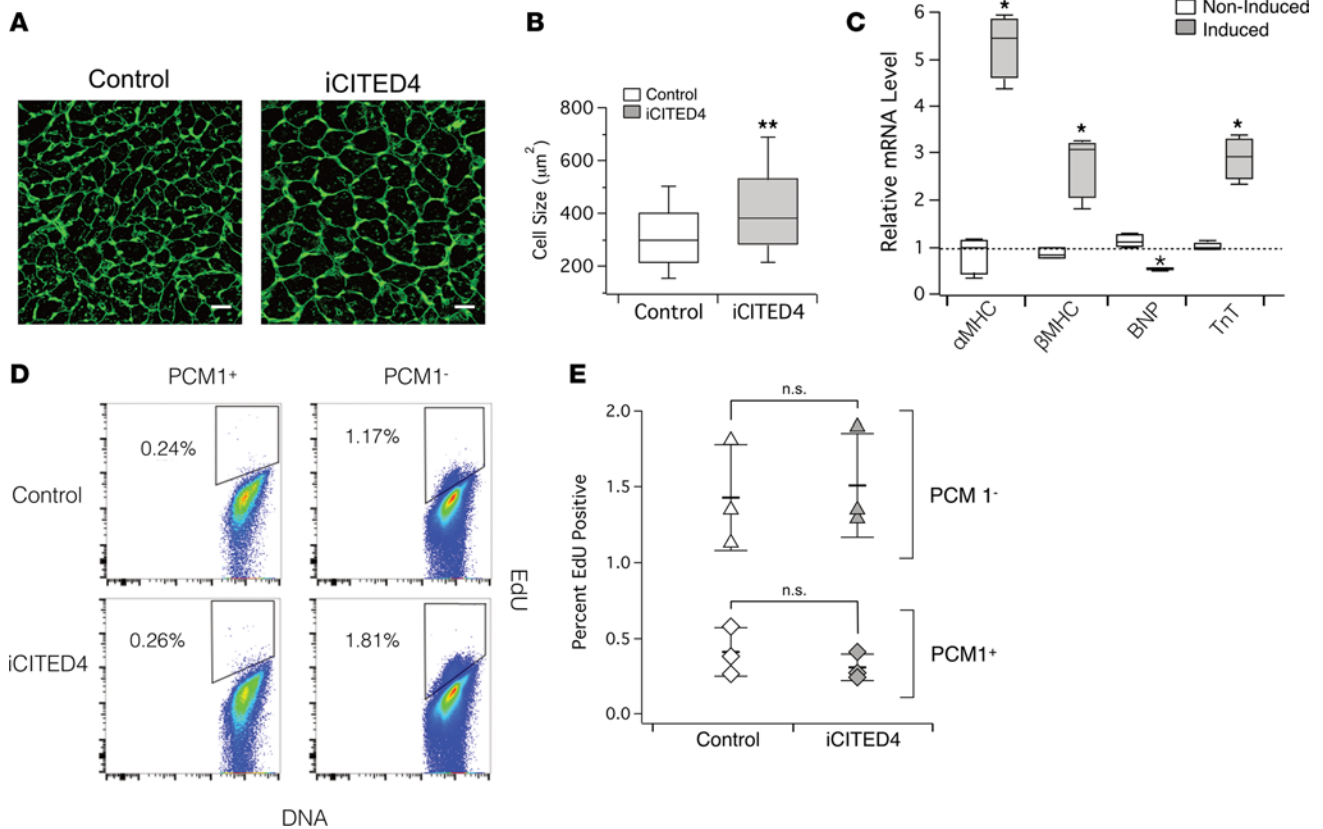 A
Control
iCITED4
B
Control
iCITED4
Cell Size (μm²)
800
600
400
200
**
Control
iCITED4
C
Non-Induced
Induced
Relative mRNA Level
6
5
4
3
2
1
0
*
*
*
*
αMHC
βMHC
BNP
TnT
D
PCM1⁺
PCM1⁻
Control
0.24%
1.17%
iCITED4
0.26%
1.81%
EdU
DNA
E
Percent EdU Positive
2.0
1.5
1.0
0.5
0.0
n.s.
n.s.
PCM 1⁻
PCM1⁺
Control
iCITED4